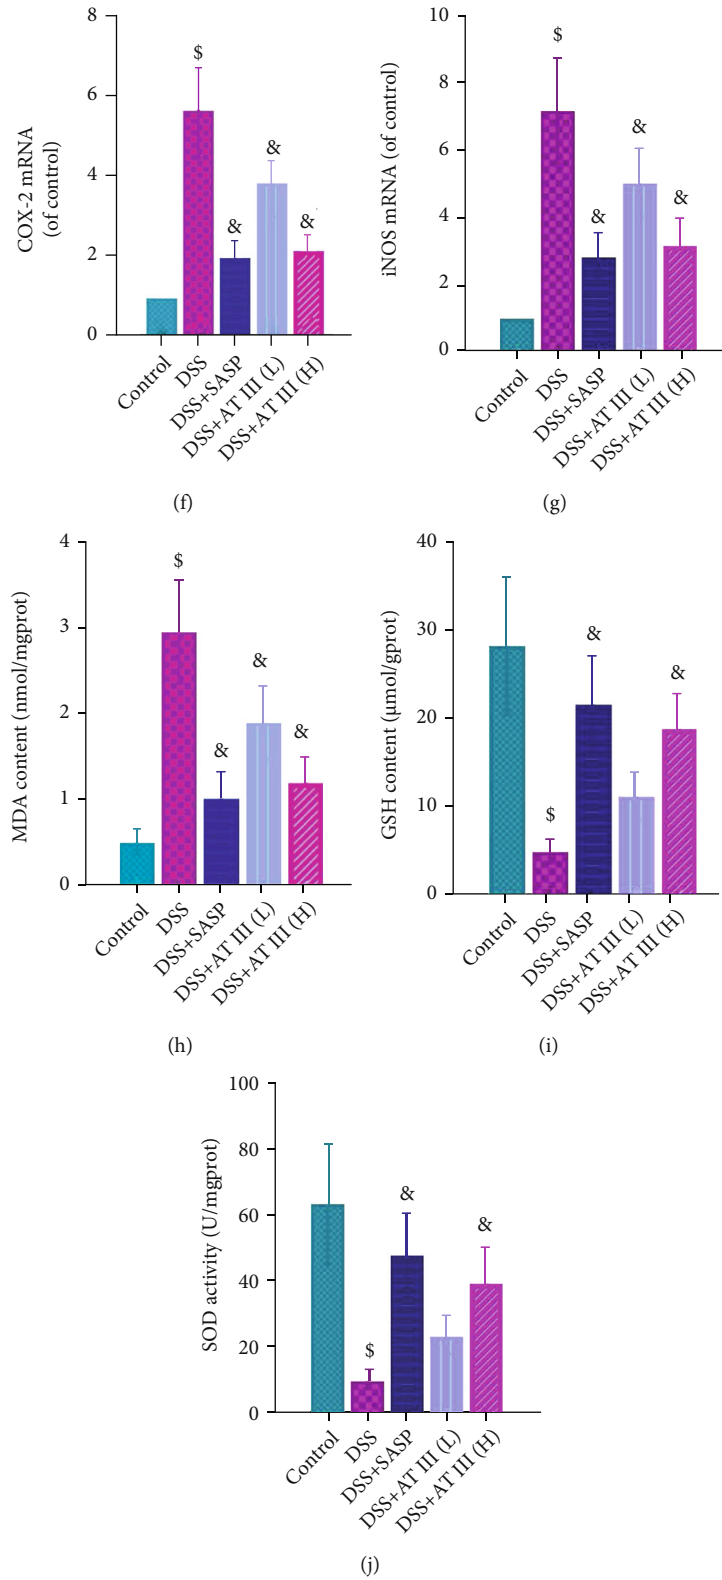 COX-2 mRNA
(of control)
8
6
4
2
0
$
&
&
&
Control
DSS
DSS+SASP
DSS+AT III (L)
DSS+AT III (H)
(f)
iNOS mRNA (of control)
10
8
6
4
2
0
$
&
&
&
Control
DSS
DSS+SASP
DSS+AT III (L)
DSS+AT III (H)
(g)
MDA content (nmol/mgprot)
4
3
2
1
0
$
&
&
&
Control
DSS
DSS+SASP
DSS+AT III (L)
DSS+AT III (H)
(h)
GSH content (μmol/gprot)
40
30
20
10
0
$
&
&
Control
DSS
DSS+SASP
DSS+AT III (L)
DSS+AT III (H)
(i)
SOD activity (U/mgprot)
100
80
60
40
20
0
$
&
&
Control
DSS
DSS+SASP
DSS+AT III (L)
DSS+AT III (H)
(j)